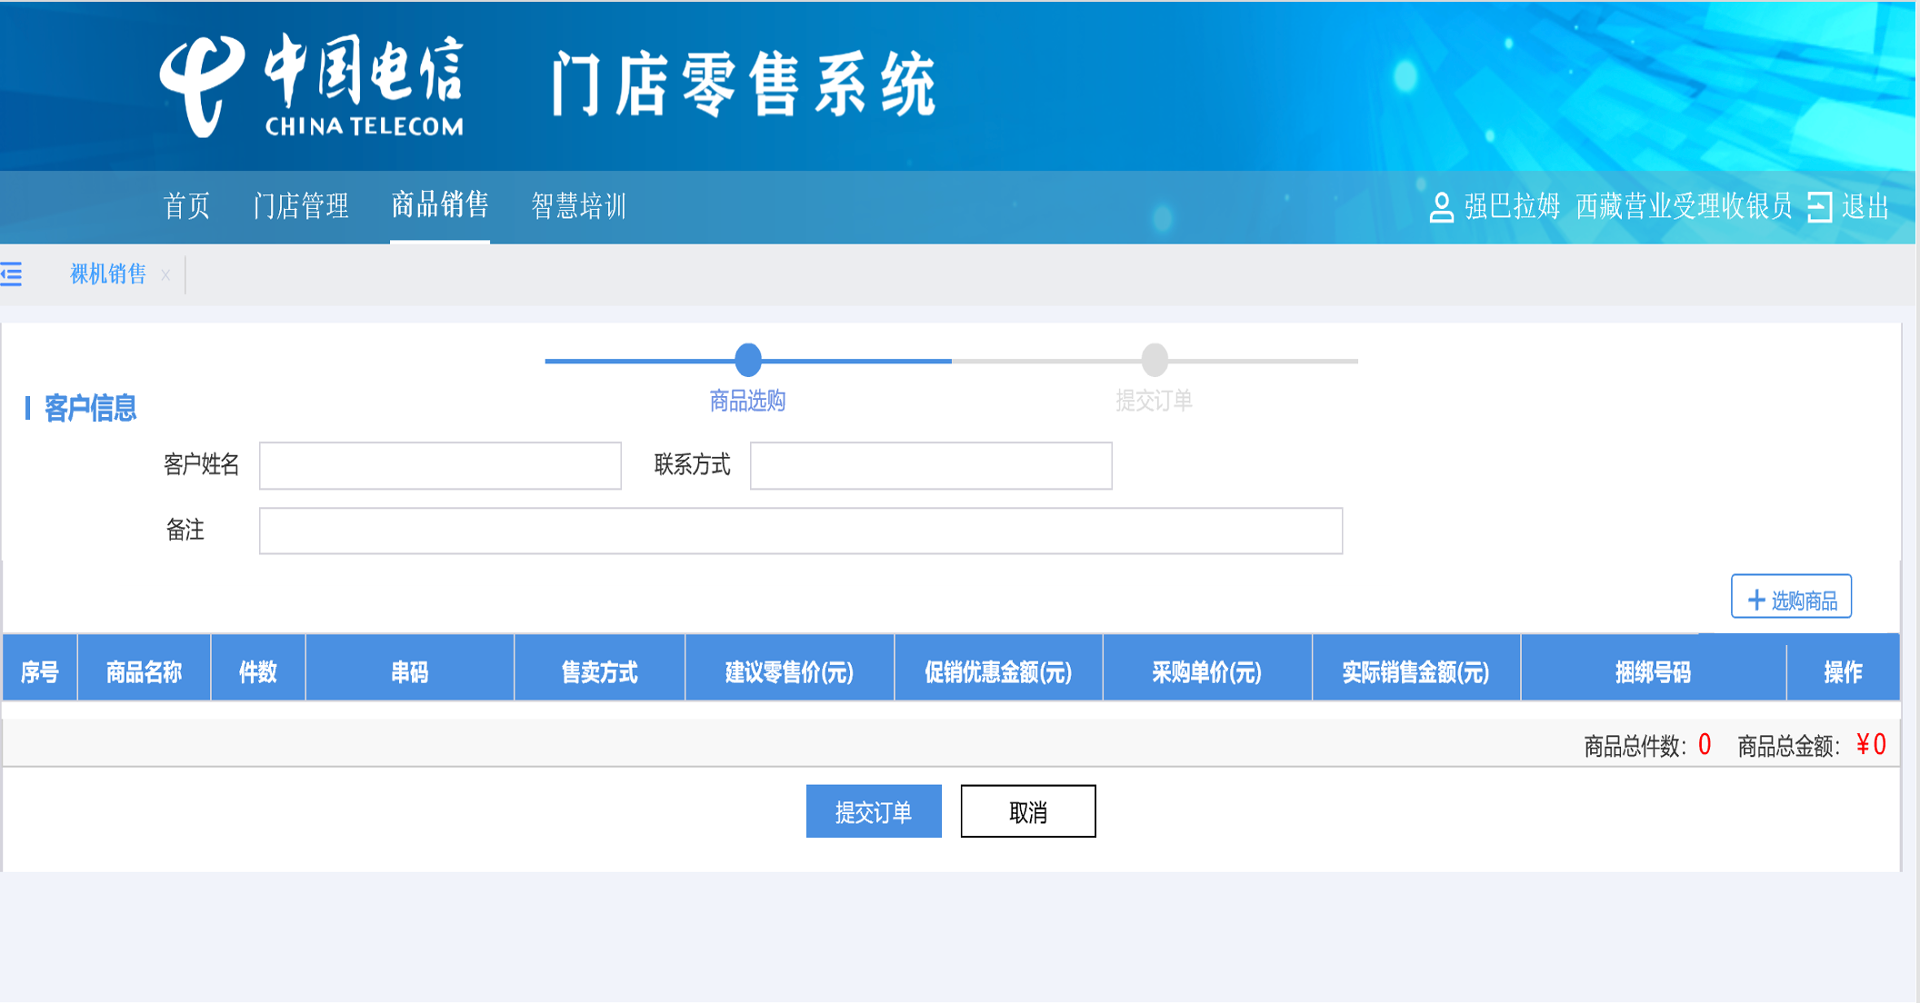 中国电信
CHINA TELECOM
门店零售系统
首页 门店管理 商品销售 智慧培训 强巴拉姆 西藏营业受理收银员 退出
裸机销售 ×
商品选购 提交订单
客户信息
客户姓名 联系方式
备注
选购商品
序号 商品名称 件数 串码 售卖方式 建议零售价(元) 促销优惠金额(元) 采购单价(元) 实际销售金额(元) 捆绑号码 操作
商品总件数：0 商品总金额：¥0
提交订单 取消